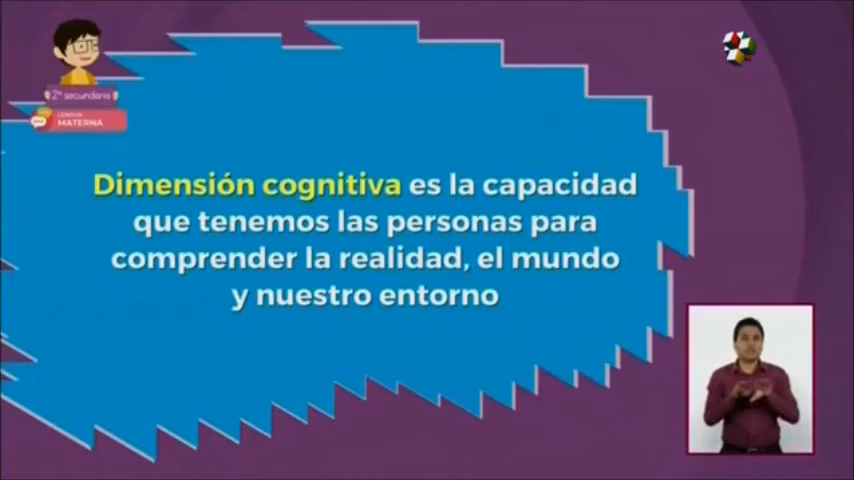 2° secundaria
LENGUA
MATERNA
Dimensión cognitiva es la capacidad
que tenemos las personas para
comprender la realidad, el mundo
y nuestro entorno